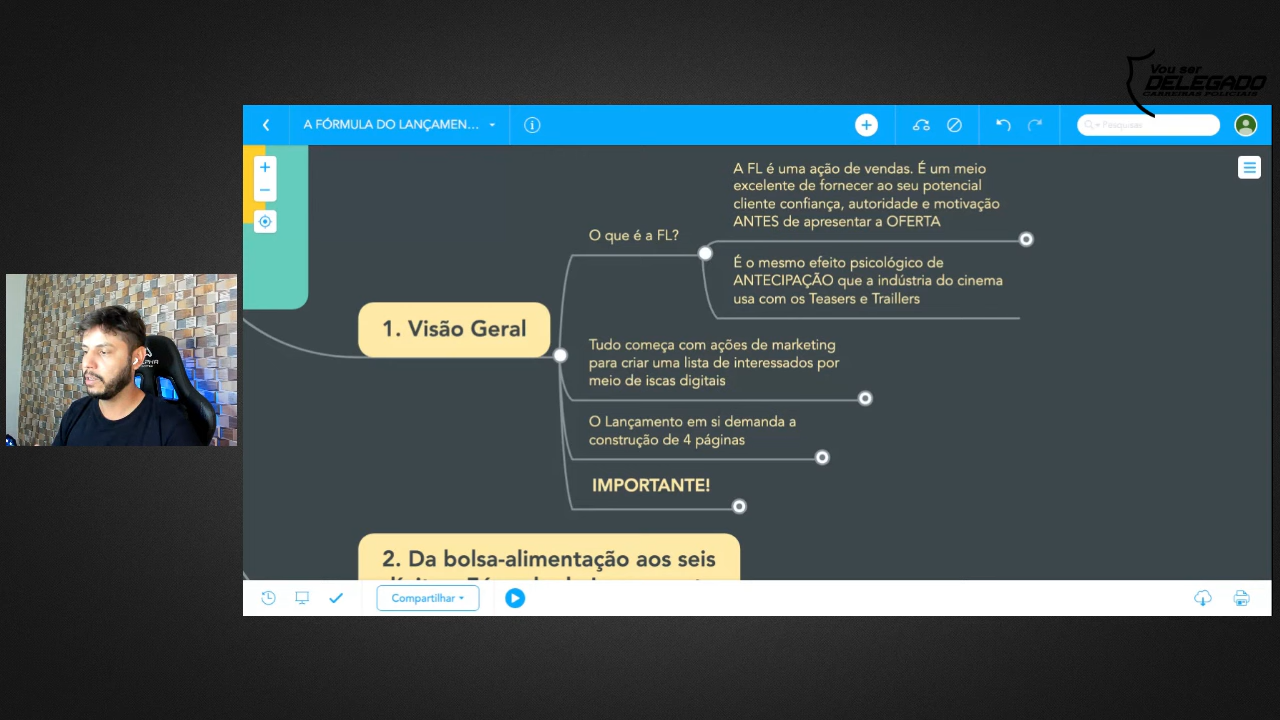 Vou ser
DELEGADO
CARREIRAS POLICIAIS
A FÓRMULA DO LANÇAMEN...
Pesquisas
A FL é uma ação de vendas. É um meio
excelente de fornecer ao seu potencial
cliente confiança, autoridade e motivação
ANTES de apresentar a OFERTA
O que é a FL?
É o mesmo efeito psicológico de
ANTECIPAÇÃO que a indústria do cinema
usa com os Teasers e Traillers
1. Visão Geral
Tudo começa com ações de marketing
para criar uma lista de interessados por
meio de iscas digitais
O Lançamento em si demanda a
construção de 4 páginas
IMPORTANTE!
2. Da bolsa-alimentação aos seis
Compartilhar